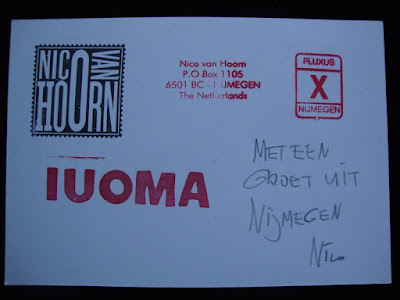 NICO VAN
HOORN
Nico van Hoorn
P.O Box 1105
6501 BC - NIJMEGEN
The Netherlands
FLUXUS
X
NIJMEGEN
IUOMA
MET EEN
GROET UIT
NIJMEGEN
NICO